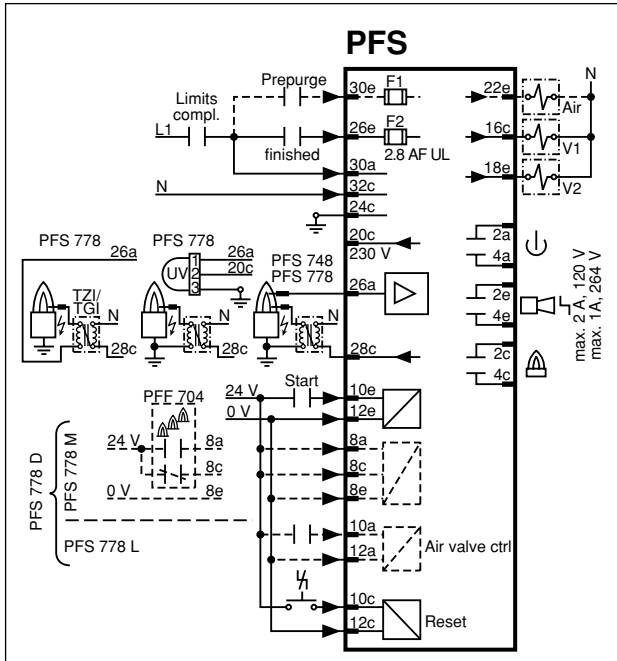 PFS
Prepurge
30e
F1
22e
N
Air
Limits
compl.
L1
26e
F2
2.8 AF UL
16c
V1
finished
30a
18e
V2
N
32c
24c
PFS 778
26a
PFS 778
1
26a
UV
2
20c
3
PFS 748
PFS 778
20c
230 V
2a
4a
26a
2e
4e
max. 2 A, 120 V
max. 1A, 264 V
TZI/
TGI
N
28c
N
28c
N
28c
28c
2c
4c
24 V
Start
10e
0 V
12e
PFF 704
24 V
8a
8c
0 V
8e
8a
8c
8e
PFS 778 D
PFS 778 M
PFS 778 L
10a
12a
Air valve ctrl
10c
12c
Reset